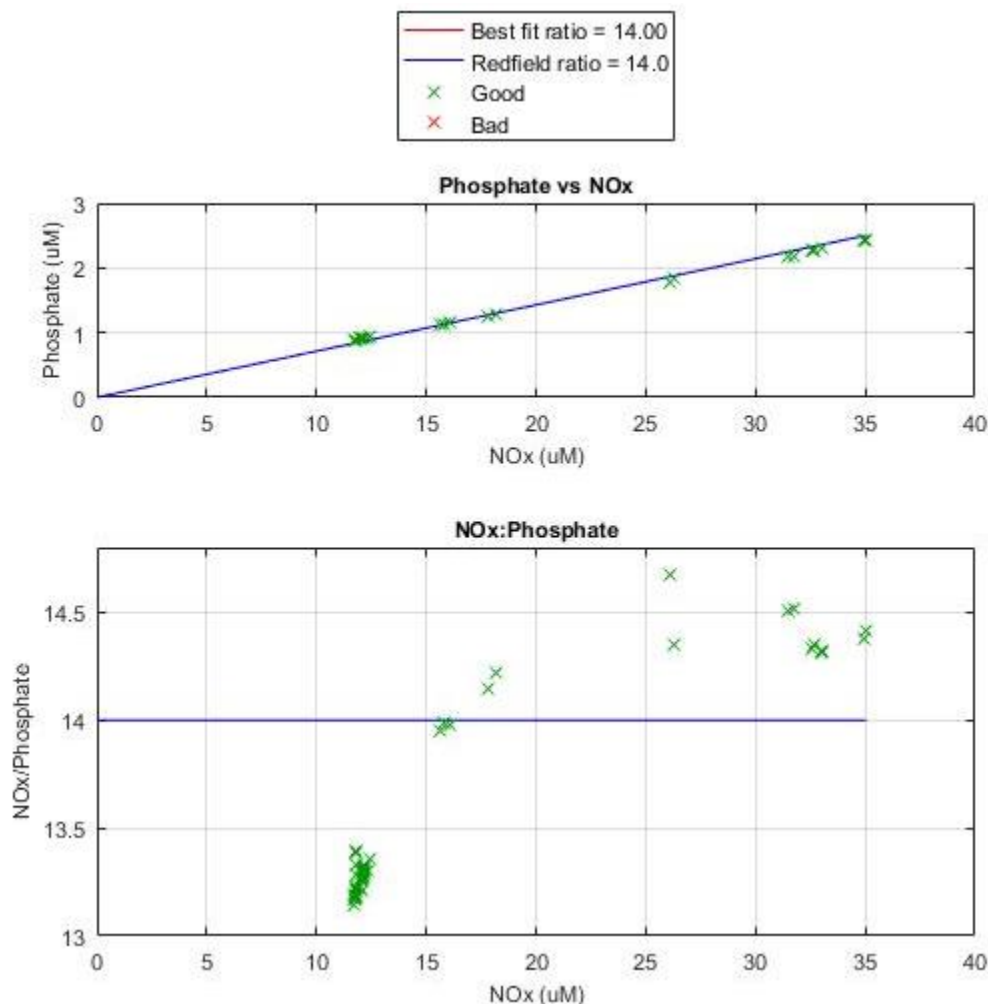 Best fit ratio = 14.00
Redfield ratio = 14.0
Good
Bad
Phosphate vs NOx
3
2
1
0
Phosphate (uM)
0 5 10 15 20 25 30 35 40
NOx (uM)
NOx:Phosphate
14.5
14
13.5
13
NOx/Phosphate
0 5 10 15 20 25 30 35 40
NOx (uM)